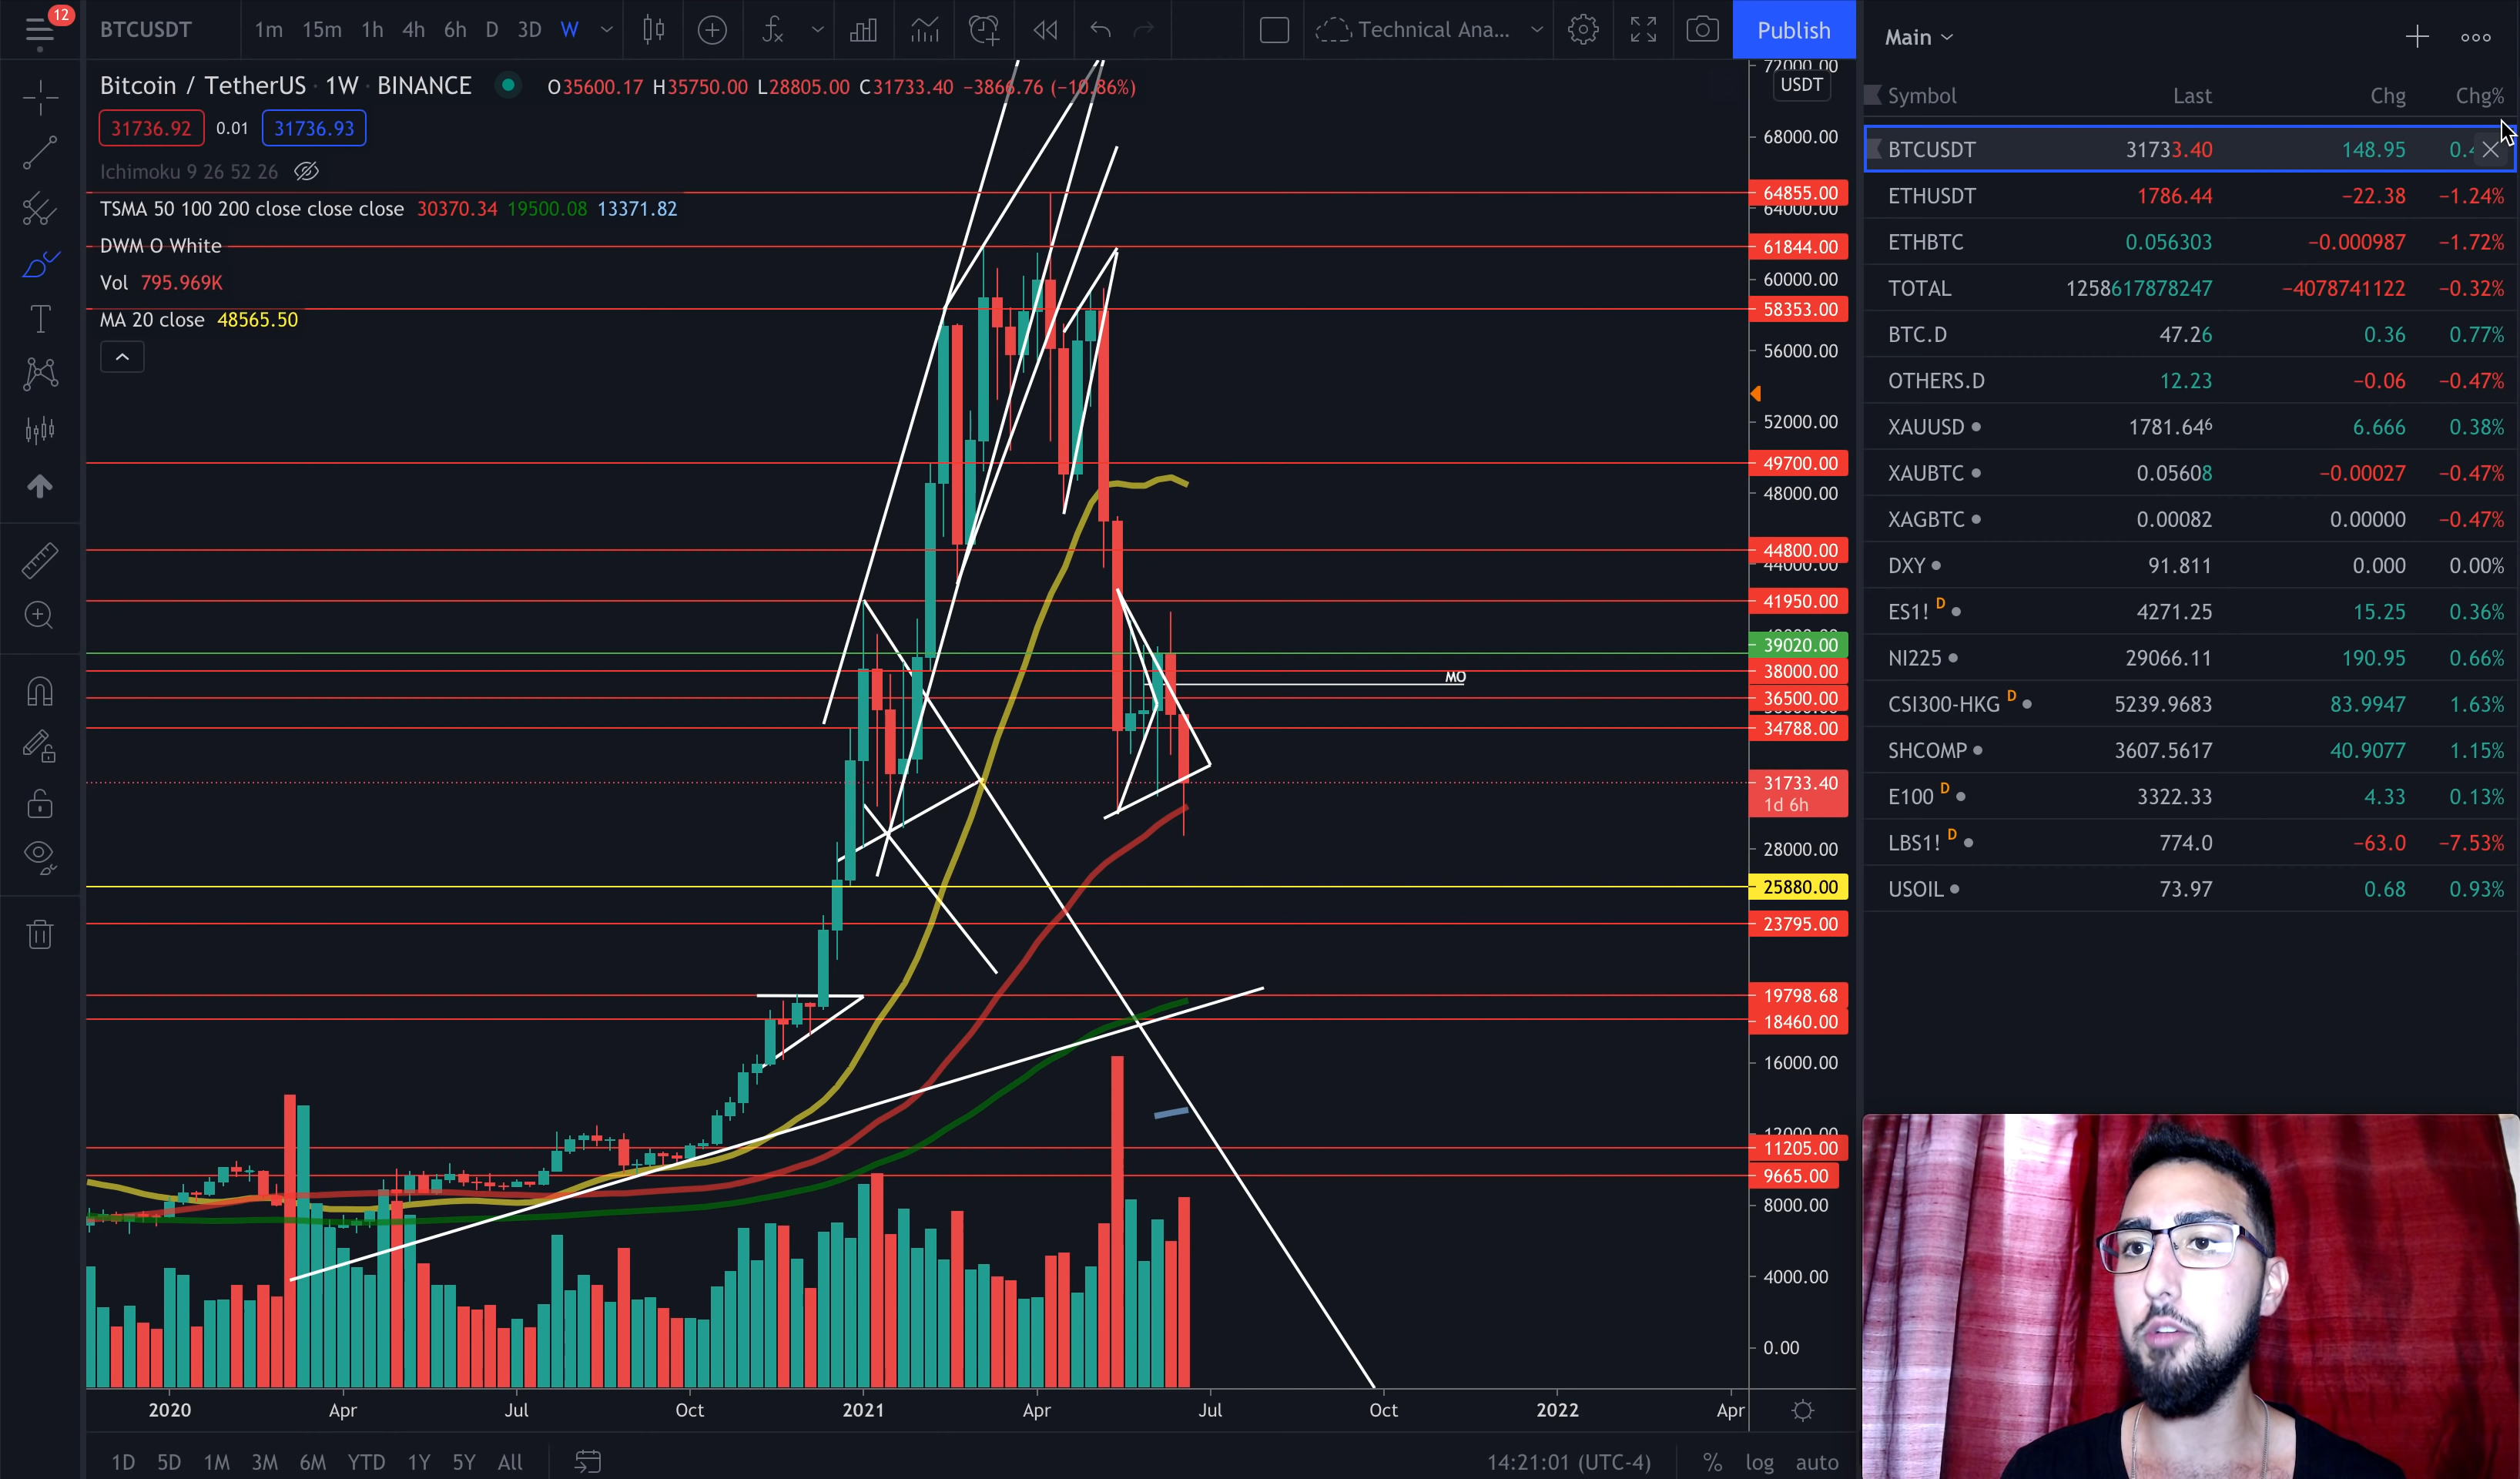 12
BTCUSDT 1m 15m 1h 4h 6h D 3D W Technical Ana... Publish
Bitcoin / TetherUS · 1W · BINANCE O35600.17 H35750.00 L28805.00 C31733.40 −3866.76 (−10.86%)
31736.92 0.01 31736.93
Ichimoku 9 26 52 26
TSMA 50 100 200 close close close 30370.34 19500.08 13371.82
DWM O White
Vol 795.969K
MA 20 close 48565.50
MO
72000.00
USDT
68000.00
64855.00
64000.00
61844.00
60000.00
58353.00
56000.00
52000.00
49700.00
48000.00
44800.00
44000.00
41950.00
39020.00
38000.00
36500.00
34788.00
31733.40
1d 6h
28000.00
25880.00
23795.00
19798.68
18460.00
16000.00
12000.00
11205.00
9665.00
8000.00
4000.00
0.00
2020 Apr Jul Oct 2021 Apr Jul Oct 2022 Apr
1D 5D 1M 3M 6M YTD 1Y 5Y All 14:21:01 (UTC-4) % log auto
Main
Symbol Last Chg Chg%
BTCUSDT 31733.40 148.95
ETHUSDT 1786.44 −22.38 −1.24%
ETHBTC 0.056303 −0.000987 −1.72%
TOTAL 1258617878247 −4078741122 −0.32%
BTC.D 47.26 0.36 0.77%
OTHERS.D 12.23 −0.06 −0.47%
XAUUSD 1781.646 6.666 0.38%
XAUBTC 0.05608 −0.00027 −0.47%
XAGBTC 0.00082 0.00000 −0.47%
DXY 91.811 0.000 0.00%
ES1! D 4271.25 15.25 0.36%
NI225 29066.11 190.95 0.66%
CSI300-HKG D 5239.9683 83.9947 1.63%
SHCOMP 3607.5617 40.9077 1.15%
E100 D 3322.33 4.33 0.13%
LBS1! D 774.0 −63.0 −7.53%
USOIL 73.97 0.68 0.93%